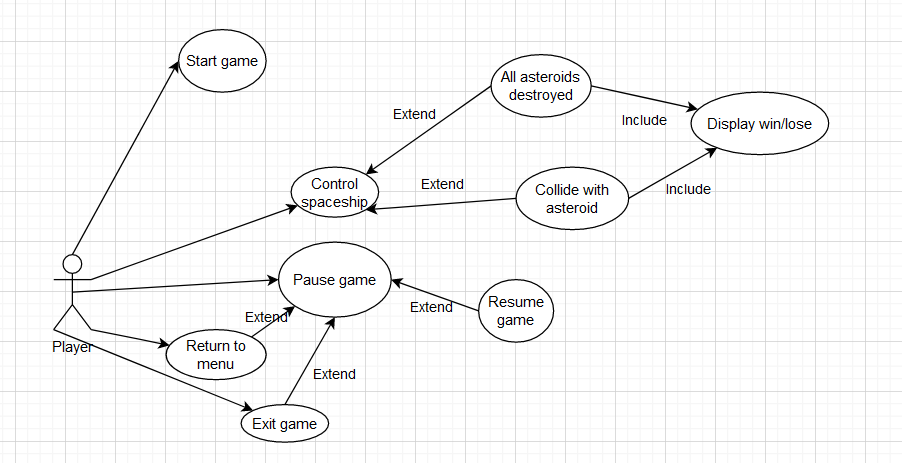 Start game
All asteroids
destroyed
Extend
Include
Display win/lose
Control
spaceship
Extend
Collide with
asteroid
Include
Pause game
Extend
Resume
game
Extend
Player
Return to
menu
Extend
Exit game